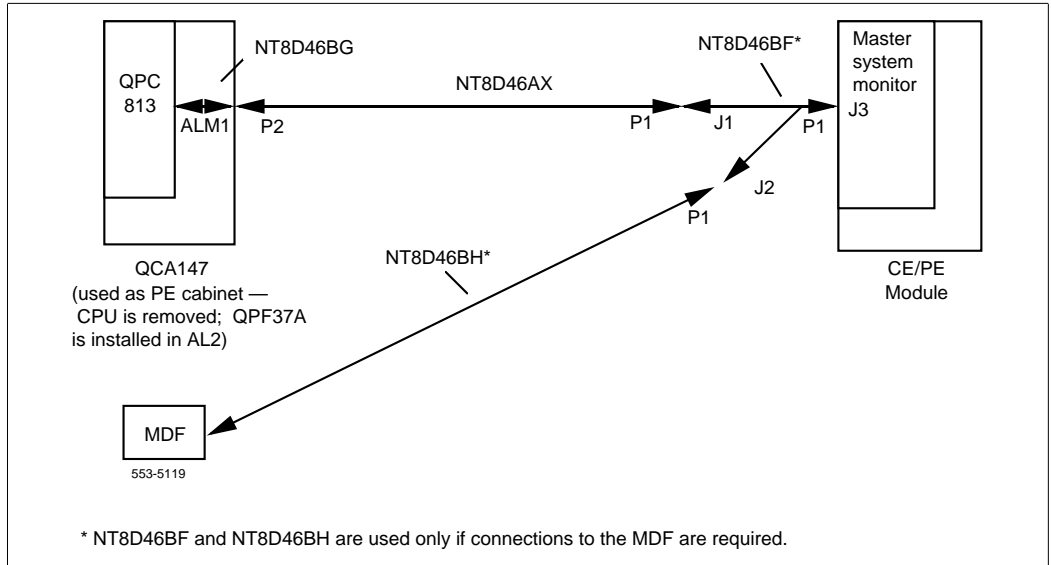 QPC
813
NT8D46BG
ALM1
P2
NT8D46AX
P1
J1
NT8D46BF*
P1
Master
system
monitor
J3
J2
P1
NT8D46BH*
QCA147
(used as PE cabinet —
CPU is removed; QPF37A
is installed in AL2)
CE/PE
Module
MDF
553-5119
* NT8D46BF and NT8D46BH are used only if connections to the MDF are required.